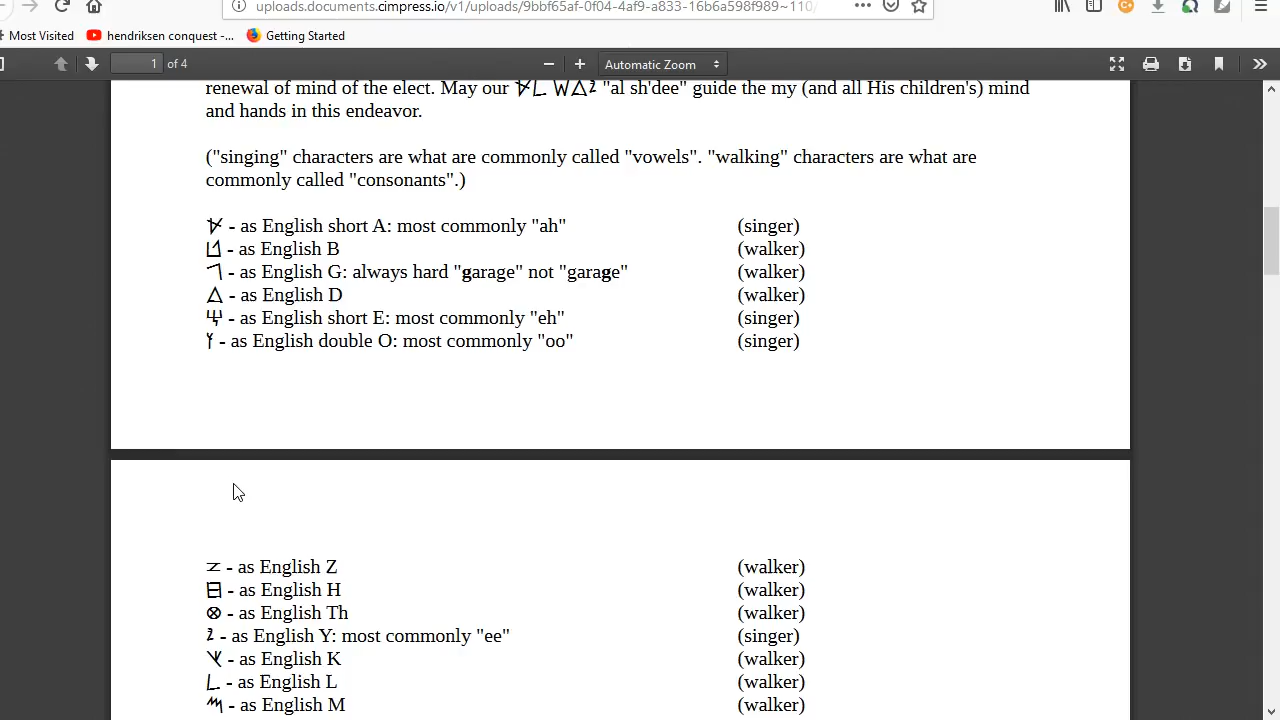 uploads.documents.cimpress.io/v1/uploads/9bbf65af-0f04-4af9-a833-16b6a598f989~110/
Most Visited hendriksen conquest -... Getting Started
1 of 4 Automatic Zoom
renewal of mind of the elect. May our "al sh'dee" guide the my (and all His children's) mind
and hands in this endeavor.
("singing" characters are what are commonly called "vowels". "walking" characters are what are
commonly called "consonants".)
- as English short A: most commonly "ah" (singer)
- as English B (walker)
- as English G: always hard "garage" not "garage" (walker)
- as English D (walker)
- as English short E: most commonly "eh" (singer)
- as English double O: most commonly "oo" (singer)
- as English Z (walker)
- as English H (walker)
- as English Th (walker)
- as English Y: most commonly "ee" (singer)
- as English K (walker)
- as English L (walker)
- as English M (walker)